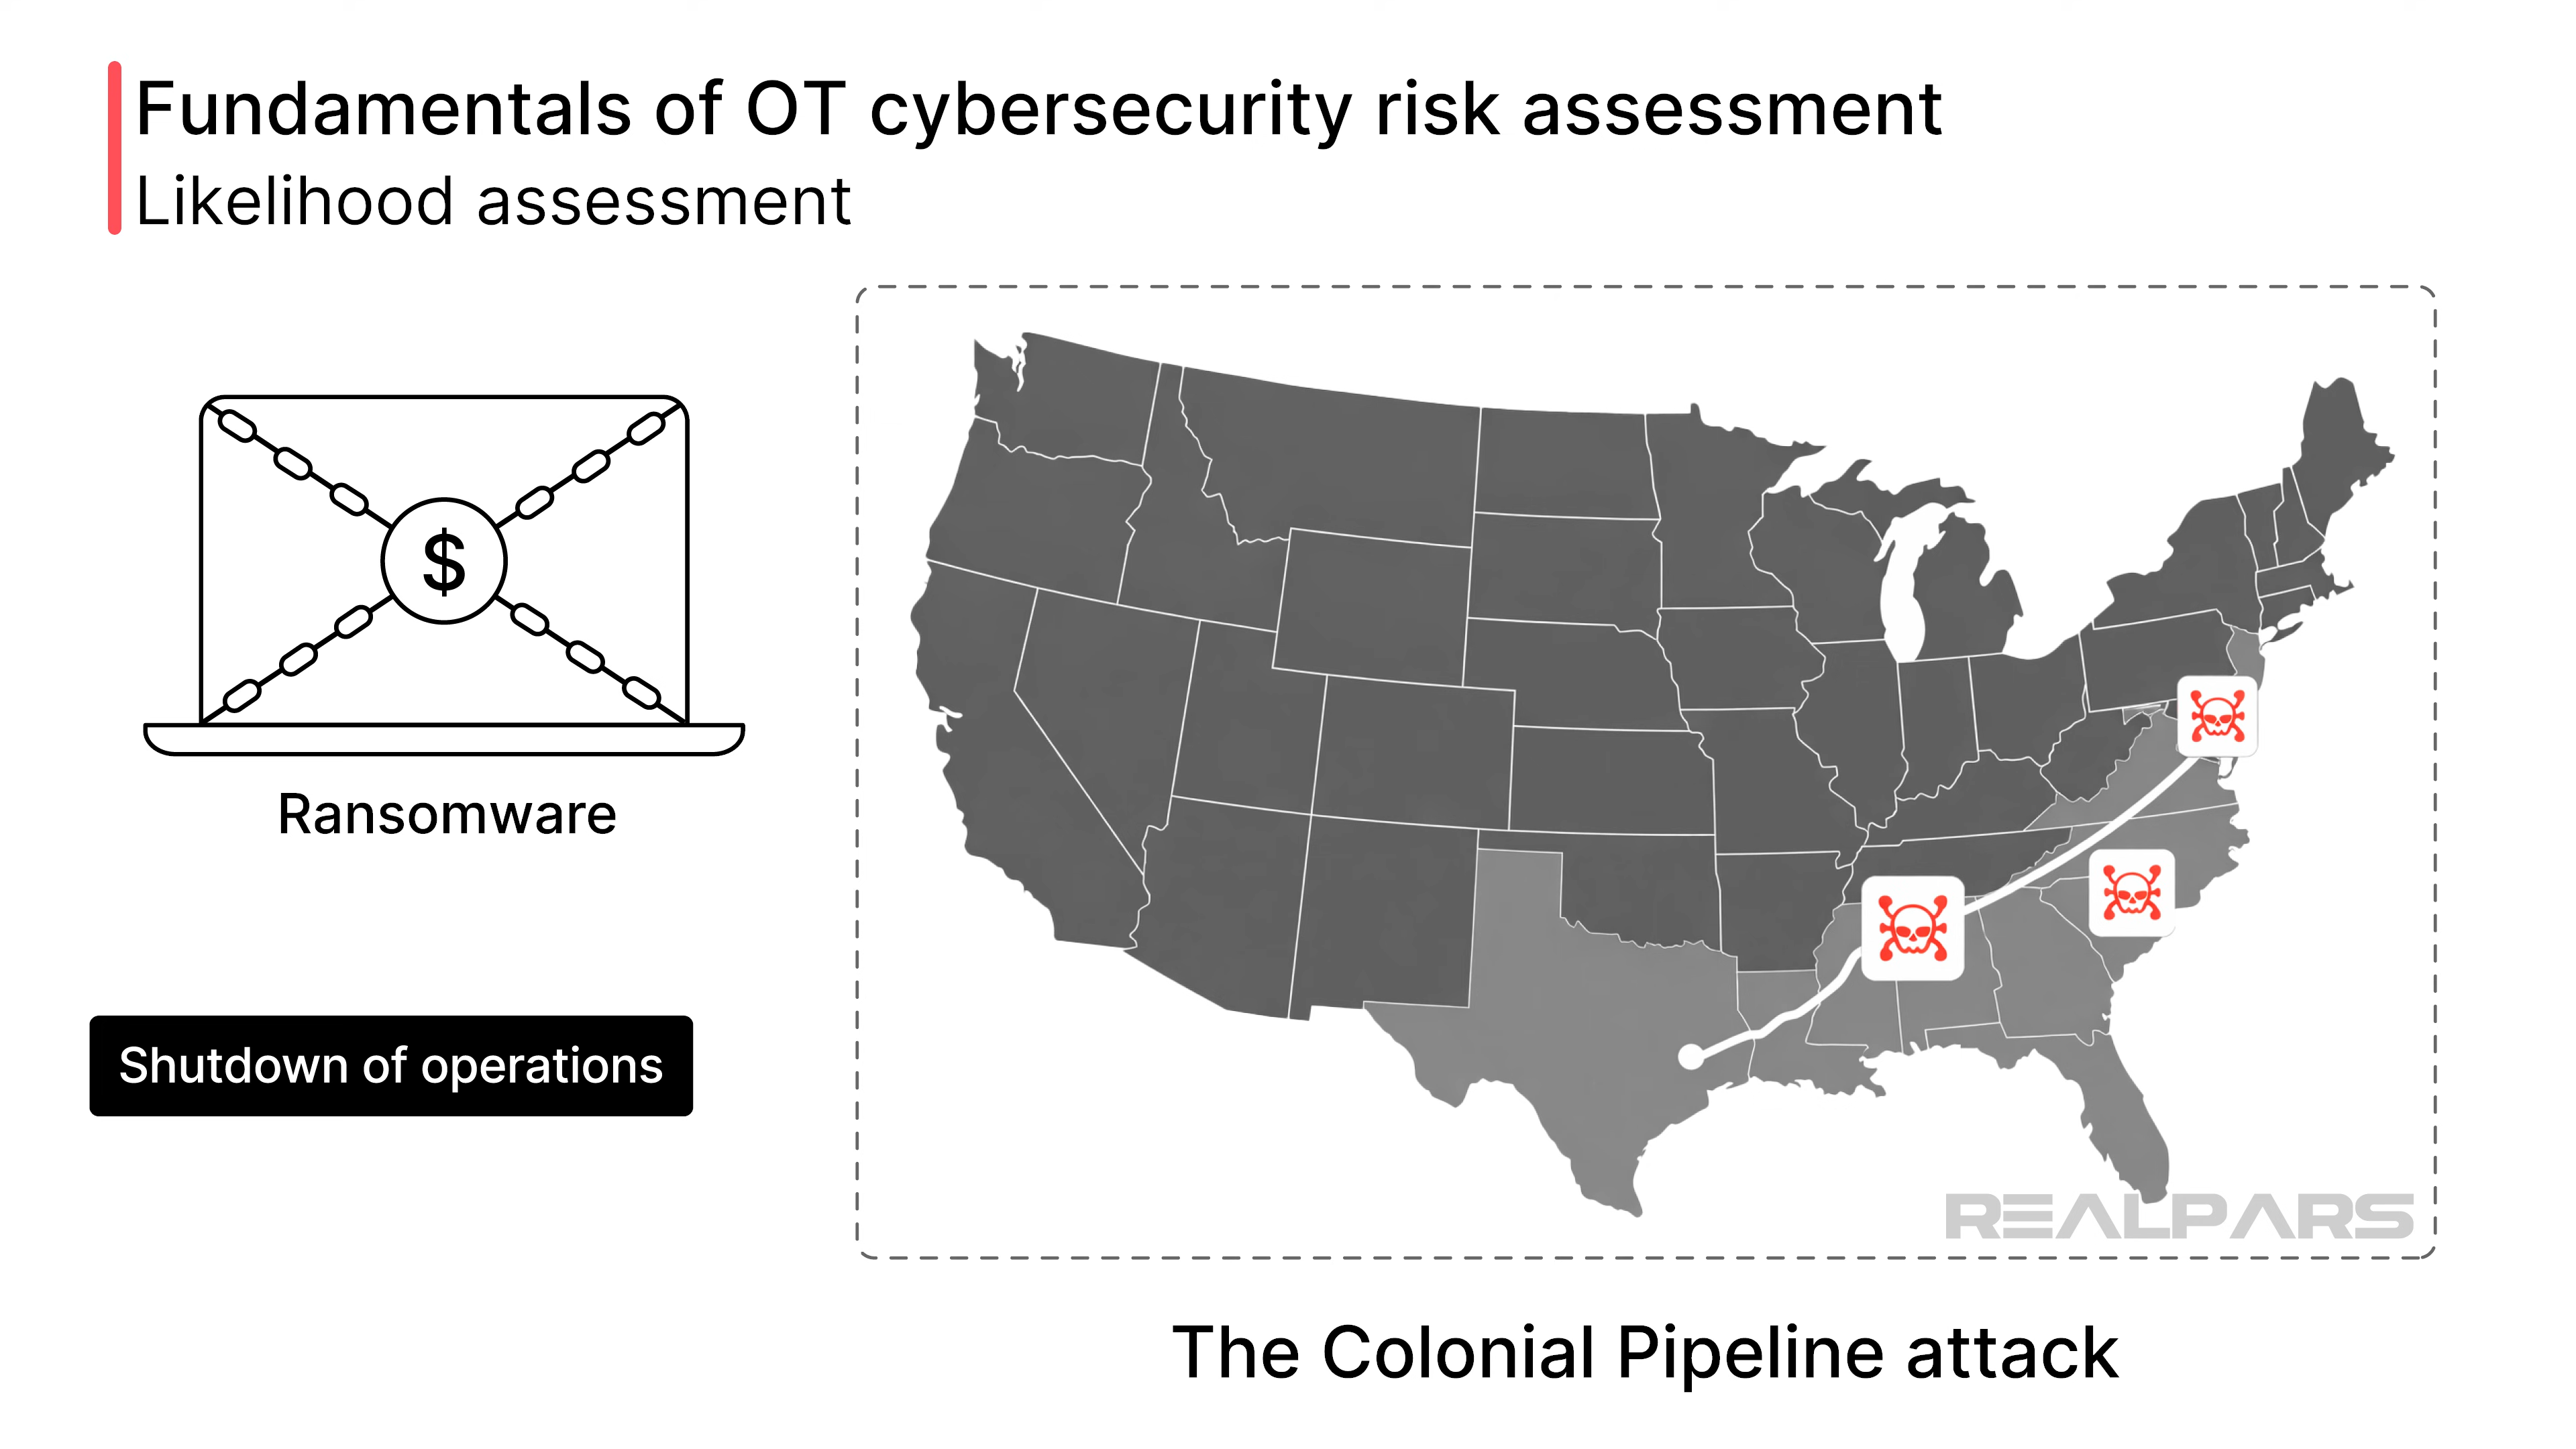 Fundamentals of OT cybersecurity risk assessment
Likelihood assessment
$
Ransomware
Shutdown of operations
REALPARS
The Colonial Pipeline attack